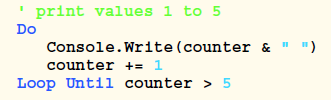 ' print values 1 to 5
Do
   Console.Write(counter & " ")
   counter += 1
Loop Until counter > 5